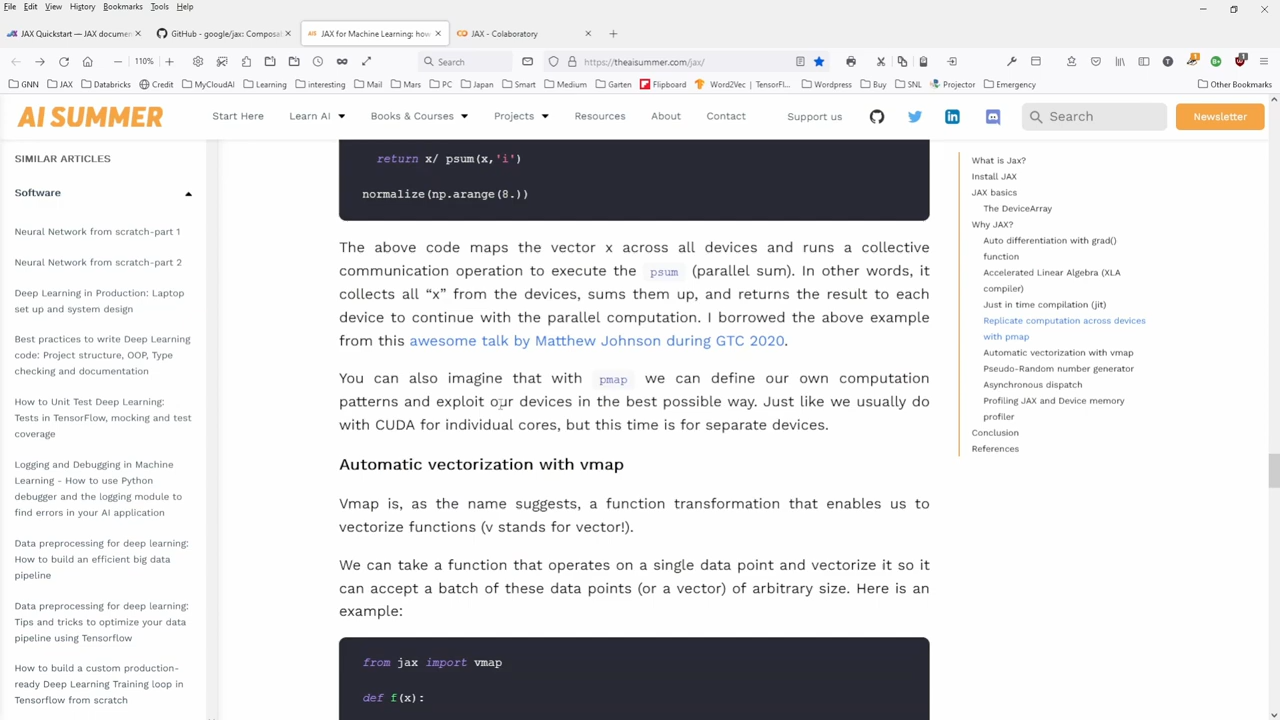 File Edit View History Bookmarks Tools Help
JAX Quickstart — JAX documen
GitHub - google/jax: Composal
JAX for Machine Learning: how
JAX - Colaboratory
110%
Search
https://theaisummer.com/jax/
GNN JAX Databricks Credit MyCloudAI Learning interesting Mail Mars PC Japan Smart Medium Garten Flipboard Word2Vec | TensorFl... Wordpress Buy SNL Projector Emergency Other Bookmarks
AI SUMMER
Start Here Learn AI Books & Courses Projects Resources About Contact Support us Search Newsletter
SIMILAR ARTICLES
Software
Neural Network from scratch-part 1
Neural Network from scratch-part 2
Deep Learning in Production: Laptop
set up and system design
Best practices to write Deep Learning
code: Project structure, OOP, Type
checking and documentation
How to Unit Test Deep Learning:
Tests in TensorFlow, mocking and test
coverage
Logging and Debugging in Machine
Learning - How to use Python
debugger and the logging module to
find errors in your AI application
Data preprocessing for deep learning:
How to build an efficient big data
pipeline
Data preprocessing for deep learning:
Tips and tricks to optimize your data
pipeline using Tensorflow
How to build a custom production-
ready Deep Learning Training loop in
Tensorflow from scratch
return x/ psum(x,'i')
normalize(np.arange(8.))
The above code maps the vector x across all devices and runs a collective
communication operation to execute the psum (parallel sum). In other words, it
collects all “x” from the devices, sums them up, and returns the result to each
device to continue with the parallel computation. I borrowed the above example
from this awesome talk by Matthew Johnson during GTC 2020.
You can also imagine that with pmap we can define our own computation
patterns and exploit our devices in the best possible way. Just like we usually do
with CUDA for individual cores, but this time is for separate devices.
Automatic vectorization with vmap
Vmap is, as the name suggests, a function transformation that enables us to
vectorize functions (v stands for vector!).
We can take a function that operates on a single data point and vectorize it so it
can accept a batch of these data points (or a vector) of arbitrary size. Here is an
example:
from jax import vmap
def f(x):
What is Jax?
Install JAX
JAX basics
The DeviceArray
Why JAX?
Auto differentiation with grad()
function
Accelerated Linear Algebra (XLA
compiler)
Just in time compilation (jit)
Replicate computation across devices
with pmap
Automatic vectorization with vmap
Pseudo-Random number generator
Asynchronous dispatch
Profiling JAX and Device memory
profiler
Conclusion
References